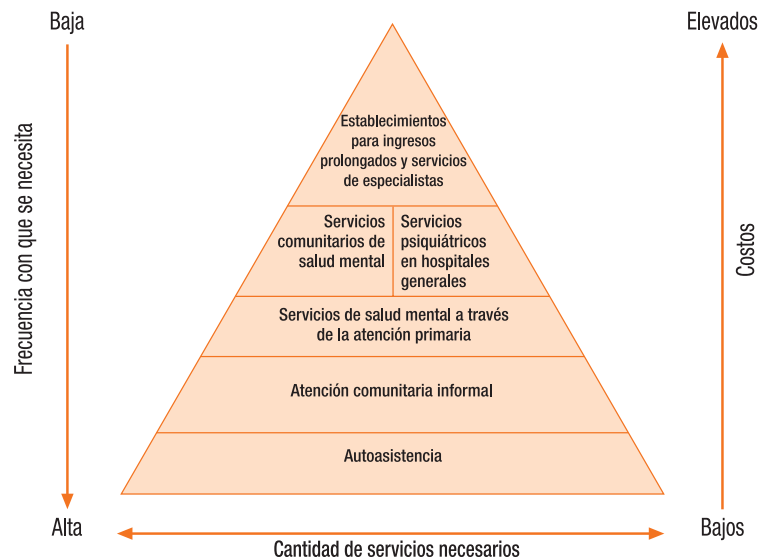 Baja
Elevados
Frecuencia con que se necesita
Establecimientos
para ingresos
prolongados y servicios
de especialistas
Servicios
comunitarios de
salud mental
Servicios
psiquiátricos
en hospitales
generales
Servicios de salud mental a través
de la atención primaria
Atención comunitaria informal
Autoasistencia
Costos
Alta
Bajos
Cantidad de servicios necesarios